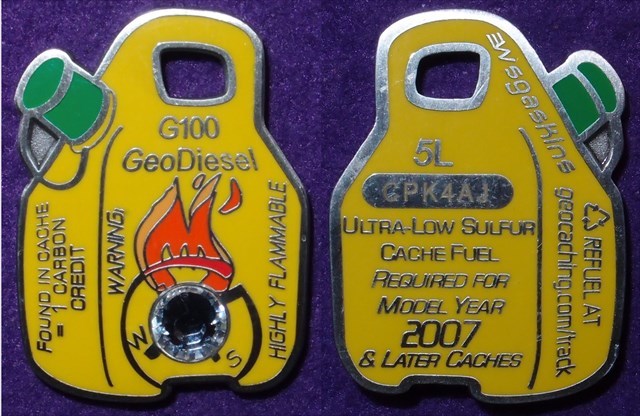 G100
GeoDiesel
FOUND IN CACHE
= 1 CARBON
CREDIT
WARNING,
HIGHLY FLAMMABLE
W
S
5L
CPK4AJ
ULTRA-LOW SULFUR
CACHE FUEL
REQUIRED FOR
MODEL YEAR
2007
& LATER CACHES
sgaskins
REFUEL AT
geocaching.com/track